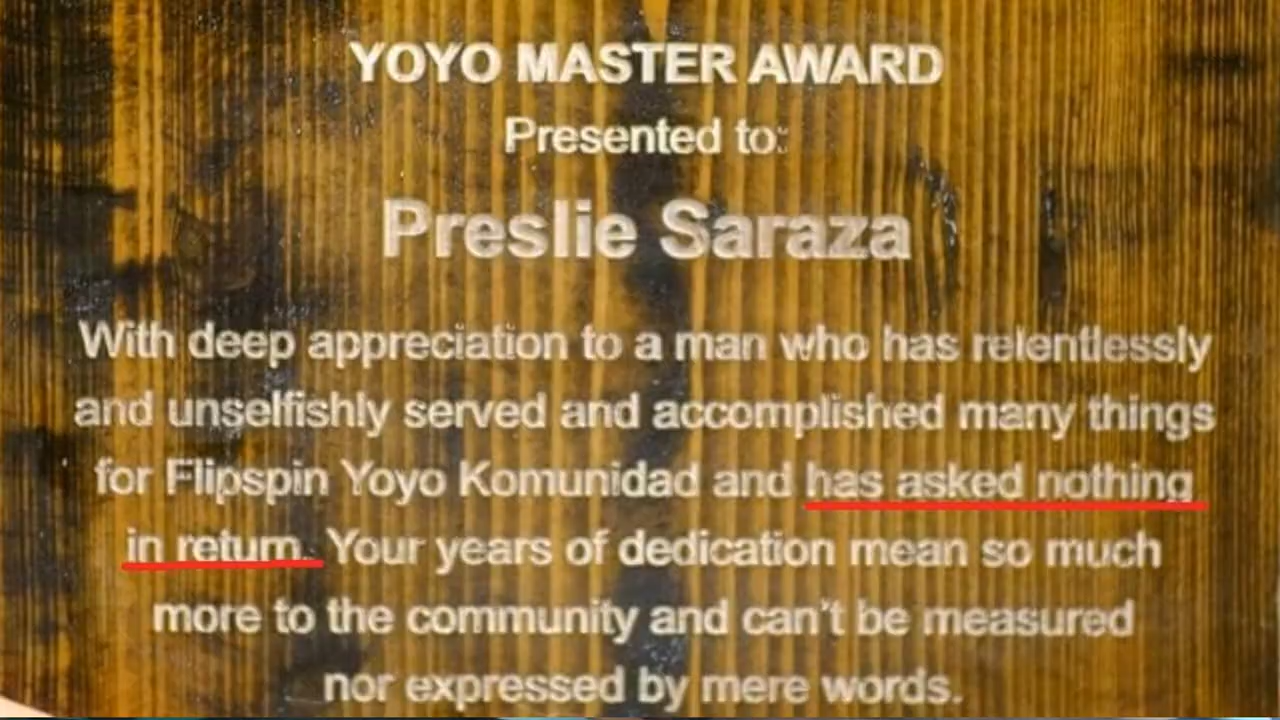 YOYO MASTER AWARD
Presented to:
Preslie Saraza
With deep appreciation to a man who has relentlessly
and unselfishly served and accomplished many things
for Flipspin Yoyo Komunidad and has asked nothing
in return. Your years of dedication mean so much
more to the community and can't be measured
nor expressed by mere words.